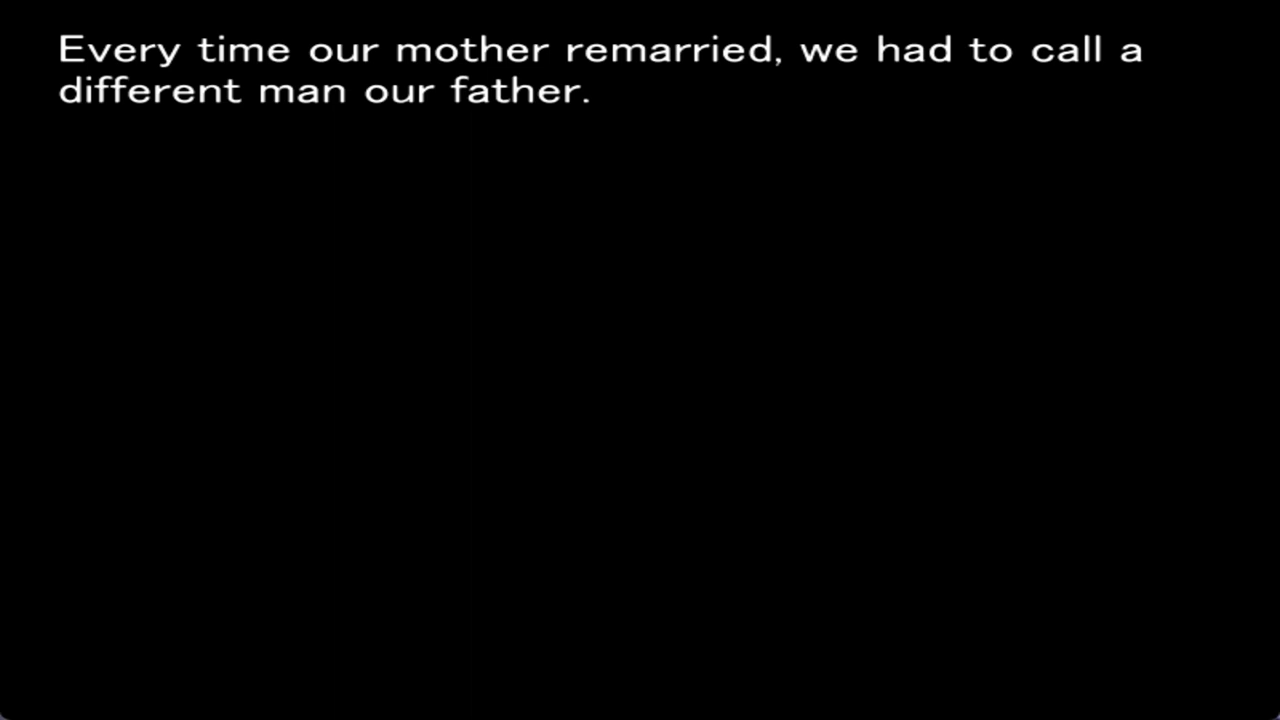 Every time our mother remarried, we had to call a
different man our father.